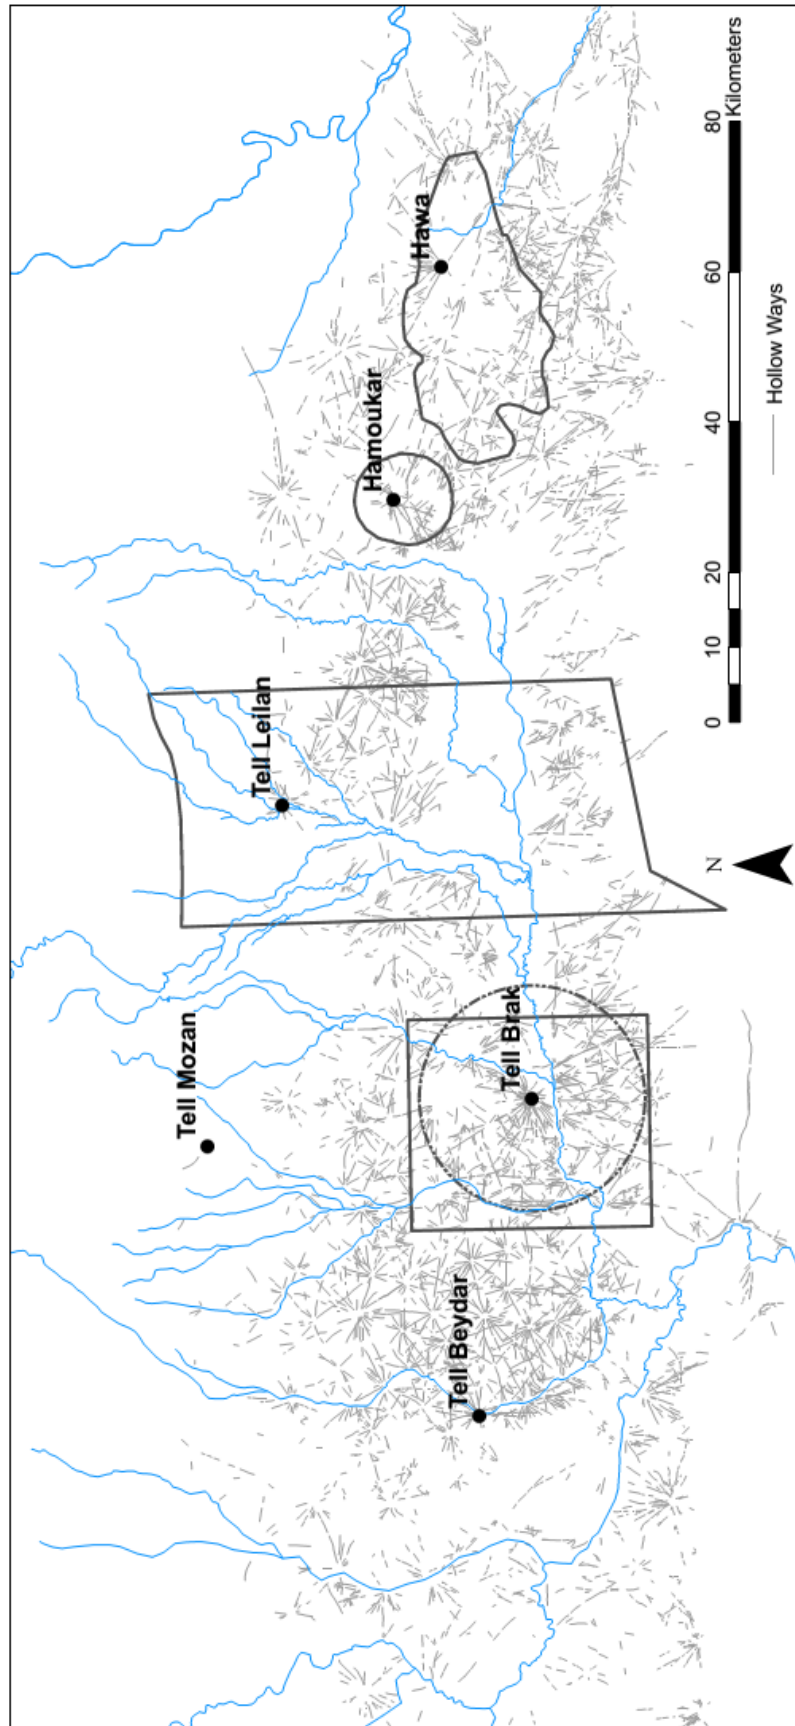 Tell Mozan
Tell Leilan
Hamoukar
Hawa
Tell Beydar
Tell Brak
N
0 10 20 40 60 80
Kilometers
Hollow Ways